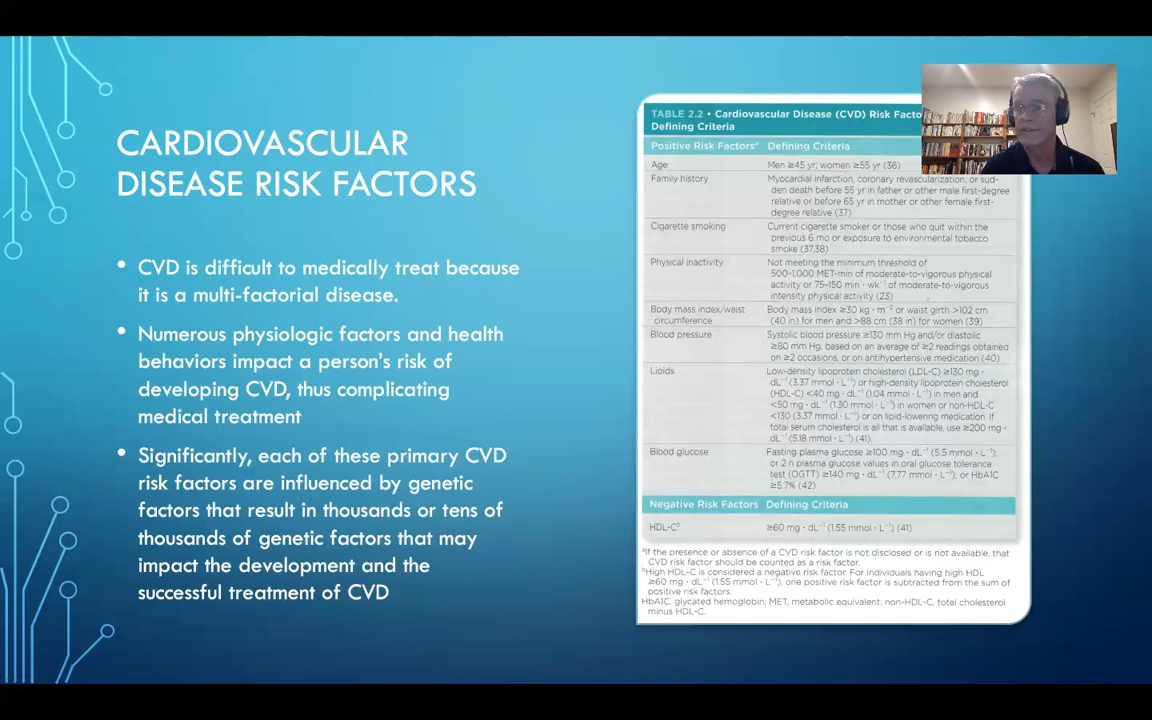 CARDIOVASCULAR
DISEASE RISK FACTORS
• CVD is difficult to medically treat because
it is a multi-factorial disease.
• Numerous physiologic factors and health
behaviors impact a person's risk of
developing CVD, thus complicating
medical treatment
• Significantly, each of these primary CVD
risk factors are influenced by genetic
factors that result in thousands or tens of
thousands of genetic factors that may
impact the development and the
successful treatment of CVD
TABLE 2.2 • Cardiovascular Disease (CVD) Risk Facto
Defining Criteria
Positive Risk Factorsᵃ Defining Criteria
Age Men ≥45 yr; women ≥55 yr (36)
Family history Myocardial infarction, coronary revascularization, or sud-
den death before 55 yr in father or other male first-degree
relative or before 65 yr in mother or other female first-
degree relative (37)
Cigarette smoking Current cigarette smoker or those who quit within the
previous 6 mo or exposure to environmental tobacco
smoke (37,38)
Physical inactivity Not meeting the minimum threshold of
500-1,000 MET-min of moderate-to-vigorous physical
activity or 75-150 min · wk⁻¹ of moderate-to-vigorous
intensity physical activity (23)
Body mass index/waist Body mass index ≥30 kg · m⁻² or waist girth >102 cm
circumference (40 in) for men and >88 cm (38 in) for women (39)
Blood pressure Systolic blood pressure ≥130 mm Hg and/or diastolic
≥80 mm Hg, based on an average of ≥2 readings obtained
on ≥2 occasions, or on antihypertensive medication (40)
Lipids Low-density lipoprotein cholesterol (LDL-C) ≥130 mg ·
dL⁻¹ (3.37 mmol · L⁻¹) or high-density lipoprotein cholesterol
(HDL-C) <40 mg · dL⁻¹ (1.04 mmol · L⁻¹) in men and
<50 mg · dL⁻¹ (1.30 mmol · L⁻¹) in women or non-HDL-C
<130 (3.37 mmol · L⁻¹) or on lipid-lowering medication. If
total serum cholesterol is all that is available, use ≥200 mg ·
dL⁻¹ (5.18 mmol · L⁻¹) (41).
Blood glucose Fasting plasma glucose ≥100 mg · dL⁻¹ (5.5 mmol · L⁻¹);
or 2 h plasma glucose values in oral glucose tolerance
test (OGTT) ≥140 mg · dL⁻¹ (7.77 mmol · L⁻¹); or HbA1C
≥5.7% (42)
Negative Risk Factors Defining Criteria
HDL-Cᵇ ≥60 mg · dL⁻¹ (1.55 mmol · L⁻¹) (41)
ᵃIf the presence or absence of a CVD risk factor is not disclosed or is not available, that
CVD risk factor should be counted as a risk factor.
ᵇHigh HDL-C is considered a negative risk factor. For individuals having high HDL
≥60 mg · dL⁻¹ (1.55 mmol · L⁻¹), one positive risk factor is subtracted from the sum of
positive risk factors.
HbA1C, glycated hemoglobin; MET, metabolic equivalent; non-HDL-C, total cholesterol
minus HDL-C.